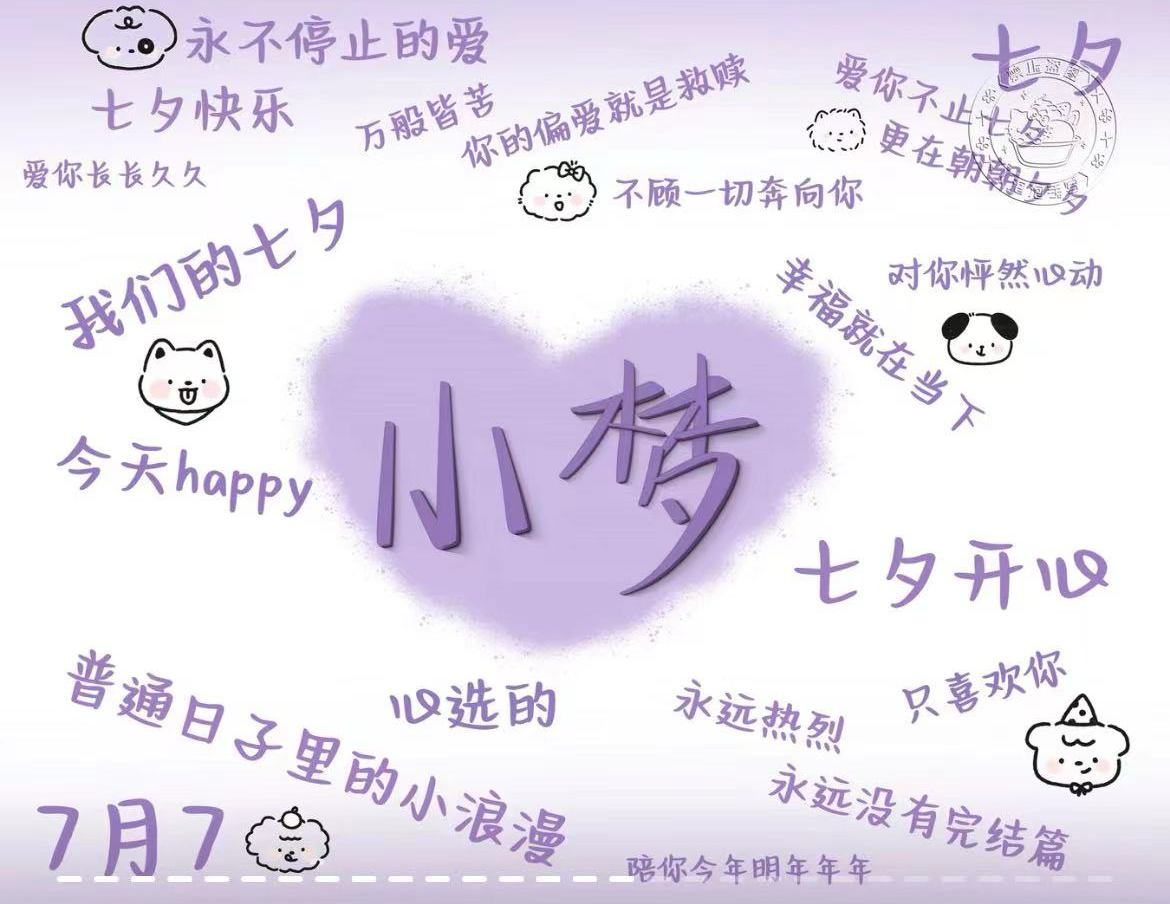 永不停止的爱
七夕
七夕快乐
万般皆苦
你的偏爱就是救赎
爱你不止七夕
更在朝朝七夕
爱你长长久久
不顾一切奔向你
我们的七夕
幸福就在当下
对你怦然心动
小梦
今天happy
七夕开心
普通日子里的小浪漫
心选的
永远热烈
只喜欢你
永远没有完结篇
7月7
陪你今年明年年年